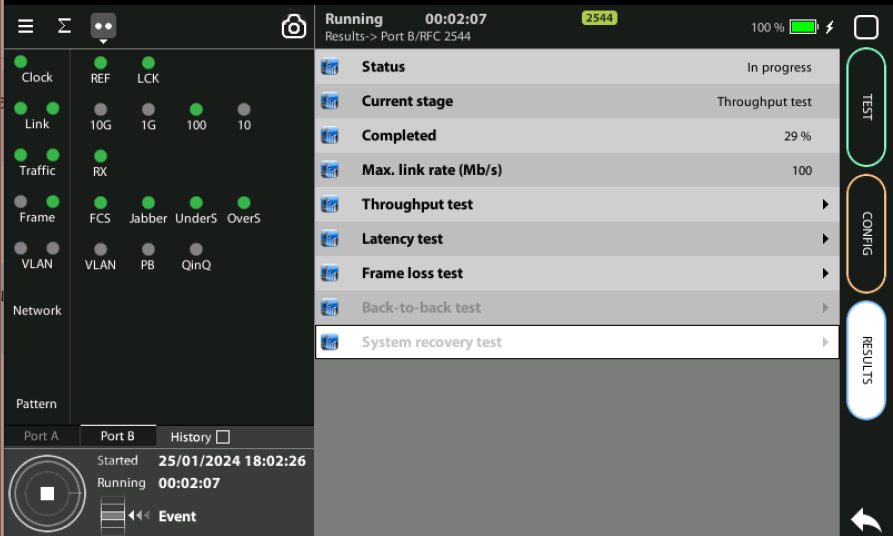 Running 00:02:07
Results-> Port B/RFC 2544
2544
100 %
Clock
REF LCK
Link
10G 1G 100 10
Traffic
RX
Frame
FCS Jabber UnderS OverS
VLAN
VLAN PB QinQ
Network
Pattern
Port A Port B History
Started 25/01/2024 18:02:26
Running 00:02:07
Event
Status In progress
Current stage Throughput test
Completed 29 %
Max. link rate (Mb/s) 100
Throughput test
Latency test
Frame loss test
Back-to-back test
System recovery test
TEST
CONFIG
RESULTS